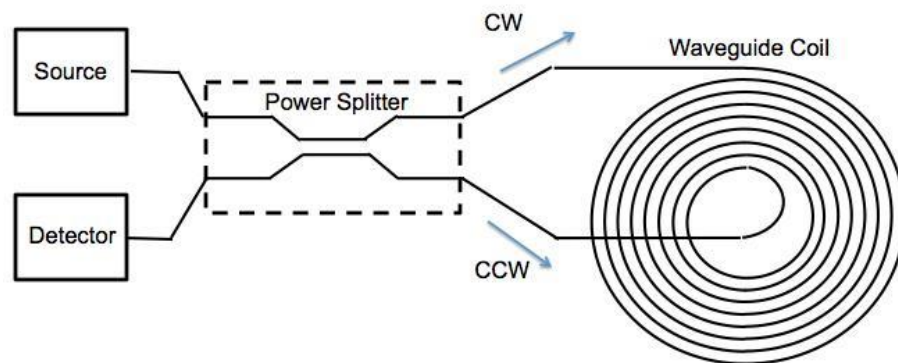 CW
Waveguide Coil
Source
Power Splitter
Detector
CCW